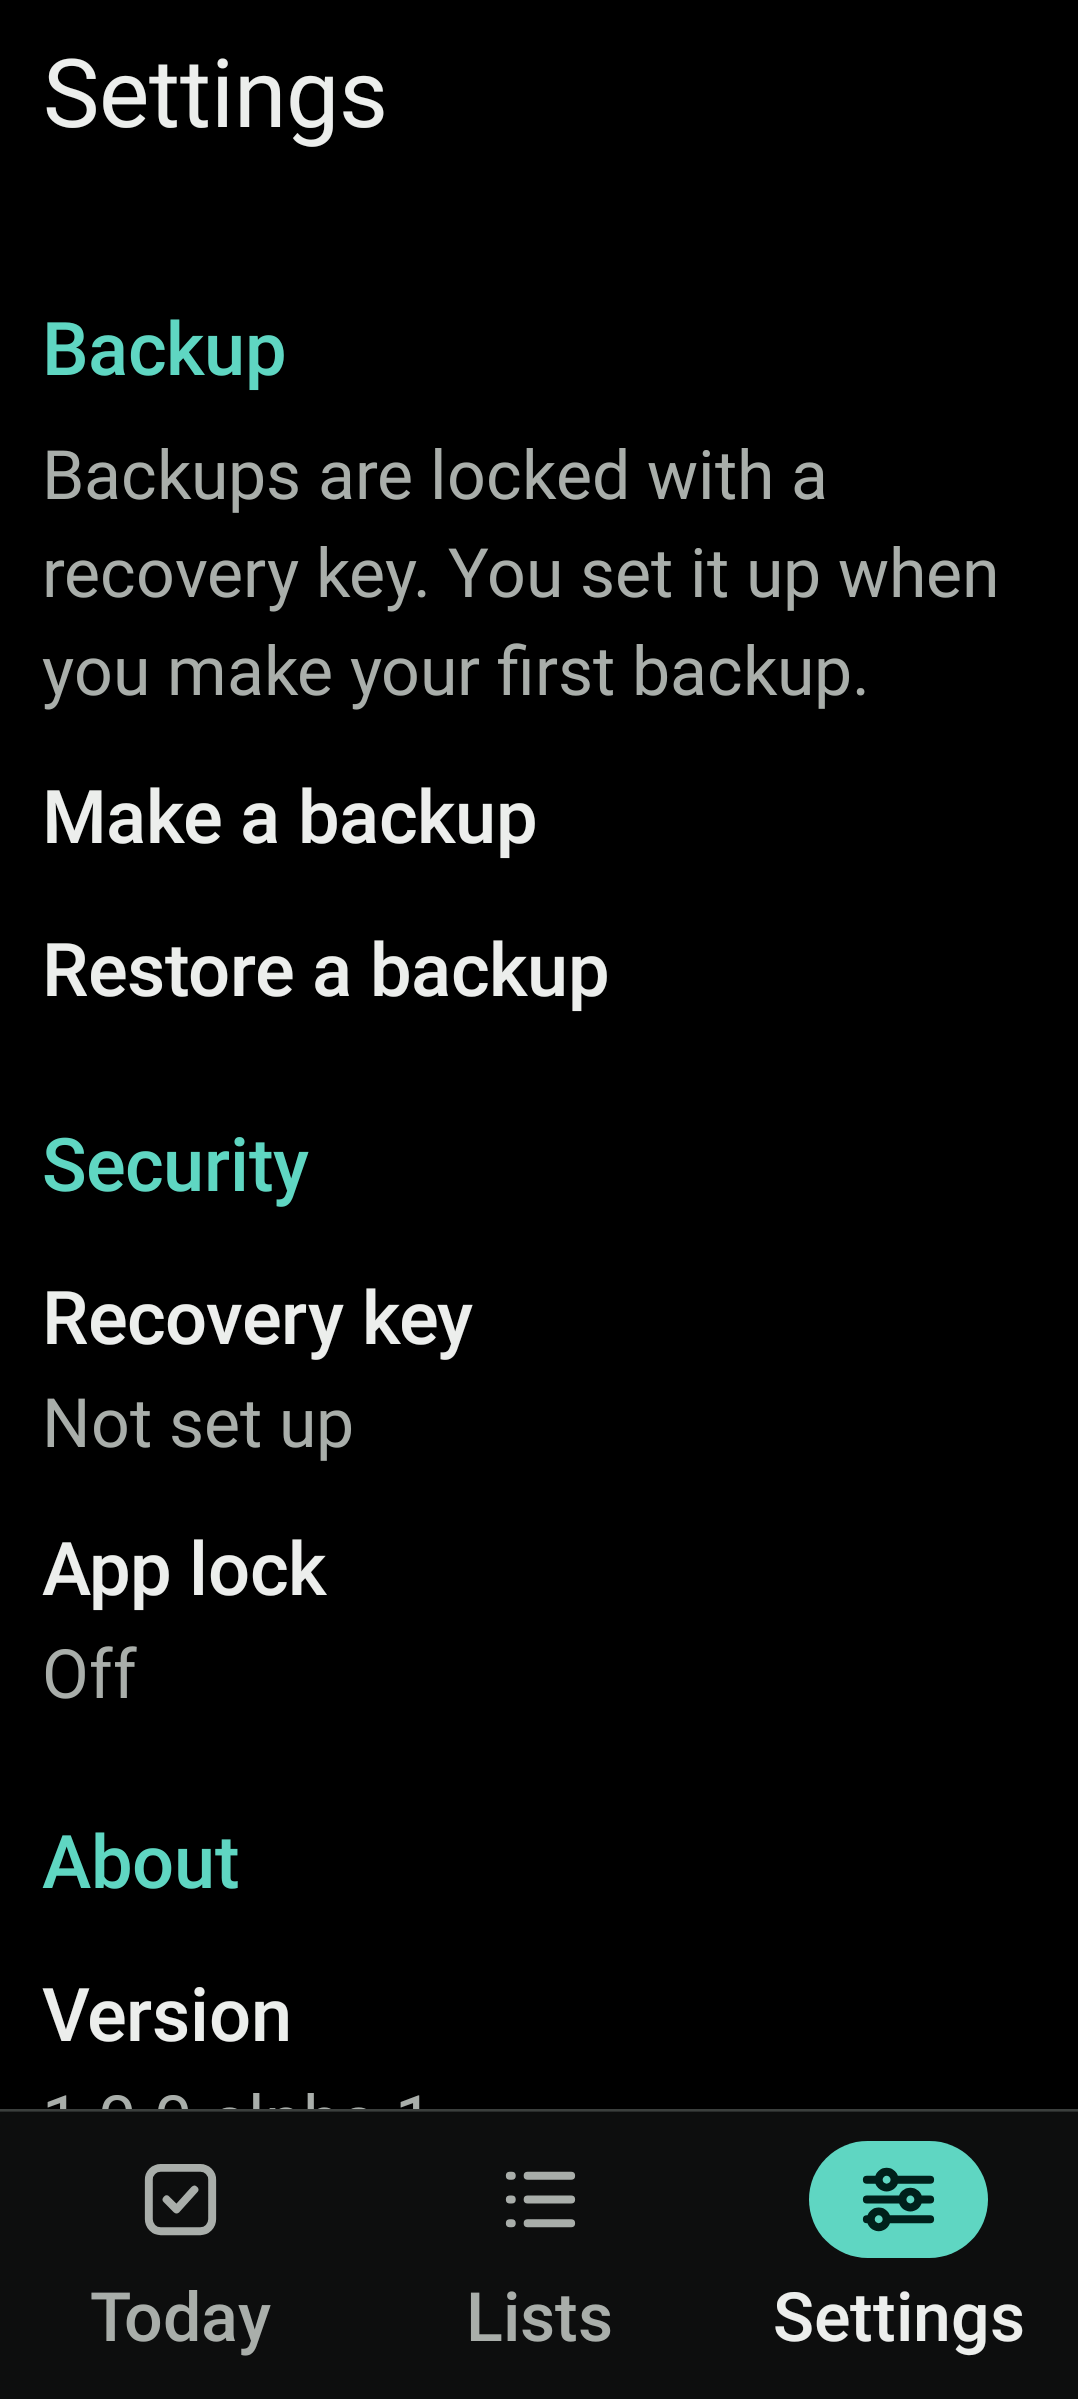 Settings
Backup
Backups are locked with a
recovery key. You set it up when
you make your first backup.
Make a backup
Restore a backup
Security
Recovery key
Not set up
App lock
Off
About
Version
Today
Lists
Settings